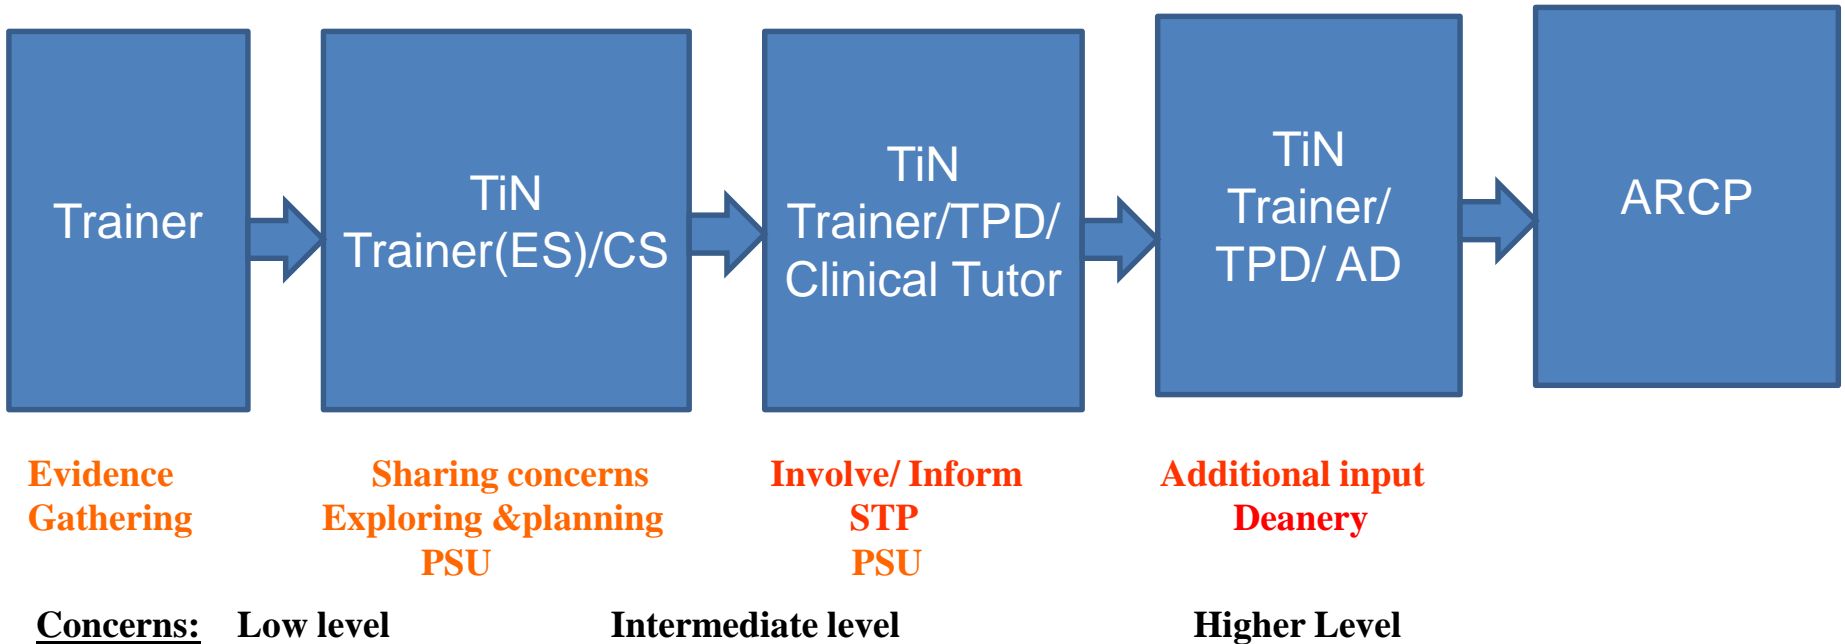 Trainer
TiN
Trainer(ES)/CS
TiN
Trainer/TPD/
Clinical Tutor
TiN
Trainer/
TPD/ AD
ARCP
Evidence
Gathering
Sharing concerns
Exploring &planning
PSU
Involve/ Inform
STP
PSU
Additional input
Deanery
Concerns: Low level Intermediate level Higher Level